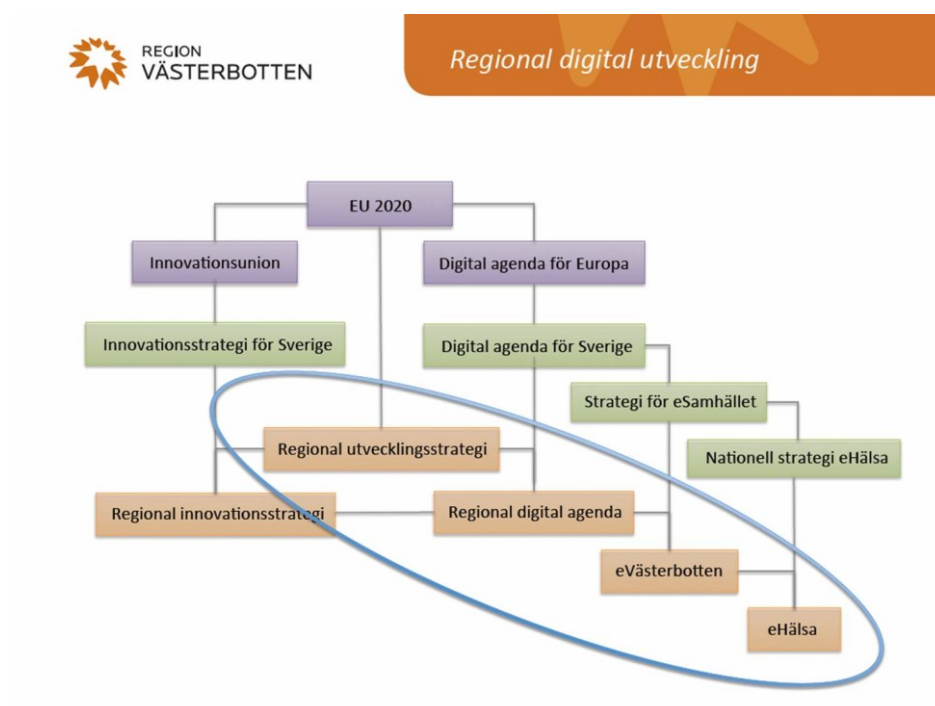 REGION
VÄSTERBOTTEN
Regional digital utveckling
EU 2020
Innovationsunion
Digital agenda för Europa
Innovationsstrategi för Sverige
Digital agenda för Sverige
Strategi för eSamhället
Regional utvecklingsstrategi
Nationell strategi eHälsa
Regional innovationsstrategi
Regional digital agenda
eVästerbotten
eHälsa